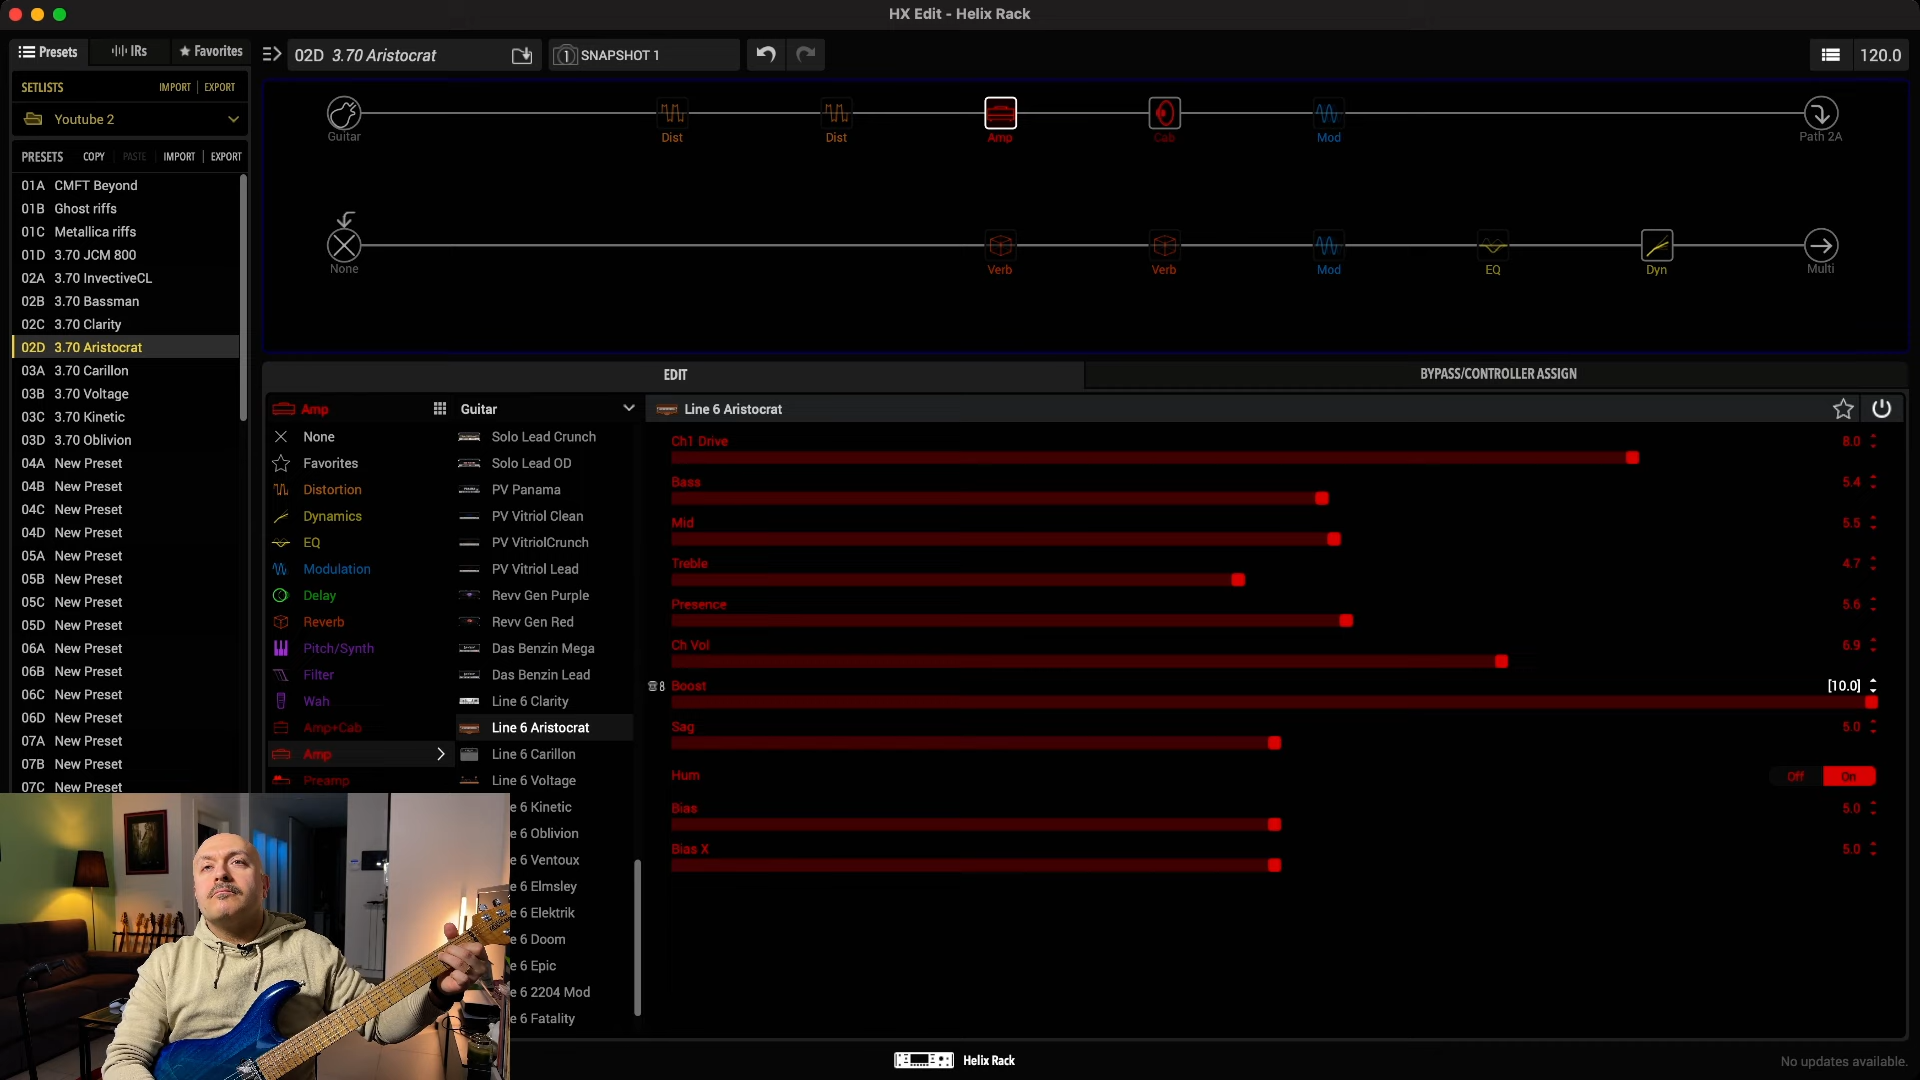 HX Edit - Helix Rack
Presets
IRs
Favorites
02D 3.70 Aristocrat
1 SNAPSHOT 1
120.0
SETLISTS
IMPORT | EXPORT
Youtube 2
PRESETS COPY PASTE IMPORT | EXPORT
01A CMFT Beyond
01B Ghost riffs
01C Metallica riffs
01D 3.70 JCM 800
02A 3.70 InvectiveCL
02B 3.70 Bassman
02C 3.70 Clarity
02D 3.70 Aristocrat
03A 3.70 Carillon
03B 3.70 Voltage
03C 3.70 Kinetic
03D 3.70 Oblivion
04A New Preset
04B New Preset
04C New Preset
04D New Preset
05A New Preset
05B New Preset
05C New Preset
05D New Preset
06A New Preset
06B New Preset
06C New Preset
06D New Preset
07A New Preset
07B New Preset
07C New Preset
Guitar
Dist
Dist
Amp
Cab
Mod
Path 2A
None
Verb
Verb
Mod
EQ
Dyn
Multi
EDIT
BYPASS/CONTROLLER ASSIGN
Amp
None
Favorites
Distortion
Dynamics
EQ
Modulation
Delay
Reverb
Pitch/Synth
Filter
Wah
Amp+Cab
Amp
Preamp
Guitar
Solo Lead Crunch
Solo Lead OD
PV Panama
PV Vitriol Clean
PV VitriolCrunch
PV Vitriol Lead
Revv Gen Purple
Revv Gen Red
Das Benzin Mega
Das Benzin Lead
Line 6 Clarity
Line 6 Aristocrat
Line 6 Carillon
Line 6 Voltage
e 6 Kinetic
e 6 Oblivion
e 6 Ventoux
e 6 Elmsley
e 6 Elektrik
e 6 Doom
e 6 Epic
e 6 2204 Mod
e 6 Fatality
Line 6 Aristocrat
Ch1 Drive 8.0
Bass 5.4
Mid 5.5
Treble 4.7
Presence 5.6
Ch Vol 6.9
8 Boost [10.0]
Sag 5.0
Hum Off On
Bias 5.0
Bias X 5.0
Helix Rack
No updates available.